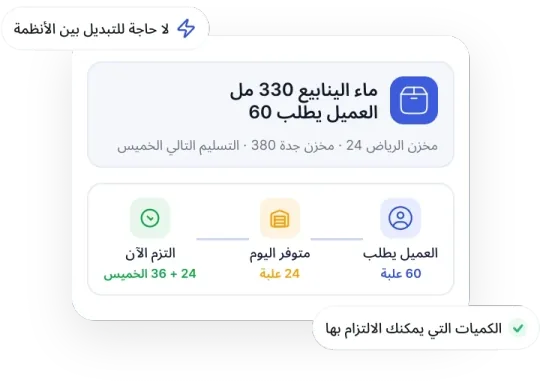 لا حاجة للتبديل بين الأنظمة
ماء الينابيع 330 مل
العميل يطلب 60
مخزن الرياض 24 · مخزن جدة 380 · التسليم التالي الخميس
العميل يطلب
60 علبة
متوفر اليوم
24 علبة
التزم الآن
24 + 36 الخميس
الكميات التي يمكنك الالتزام بها